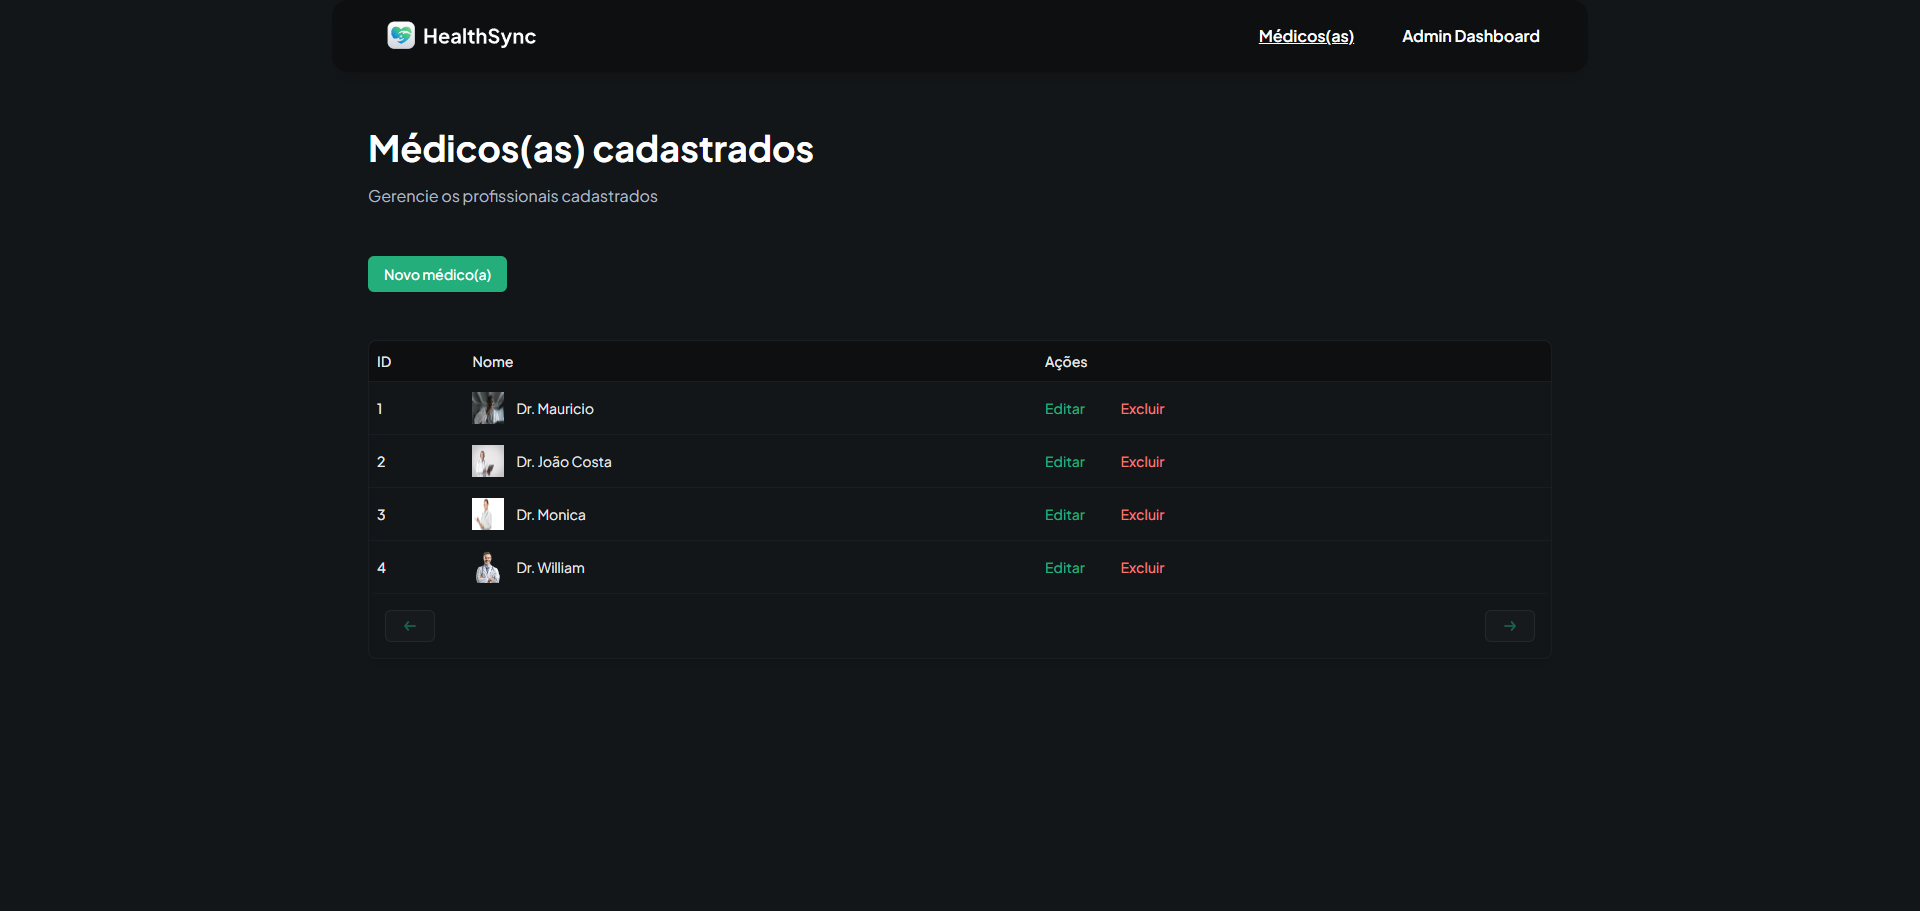 HealthSync
Médicos(as)
Admin Dashboard
Médicos(as) cadastrados
Gerencie os profissionais cadastrados
Novo médico(a)
ID Nome Ações
1 Dr. Mauricio Editar Excluir
2 Dr. João Costa Editar Excluir
3 Dr. Monica Editar Excluir
4 Dr. William Editar Excluir